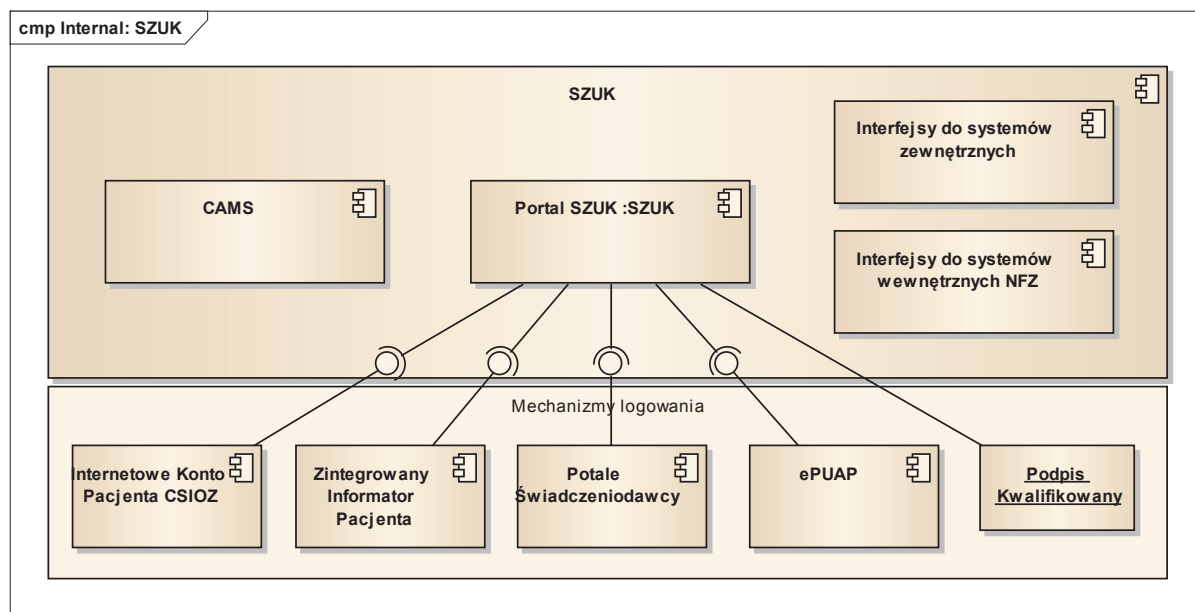 cmp Internal: SZUK
SZUK
Interfejsy do systemów
zewnętrznych
CAMS
Portal SZUK :SZUK
Interfejsy do systemów
wewnętrznych NFZ
Mechanizmy logowania
Internetowe Konto
Pacjenta CSIOZ
Zintegrowany
Informator
Pacjenta
Potale
Świadczeniodawcy
ePUAP
Podpis
Kwalifikowany